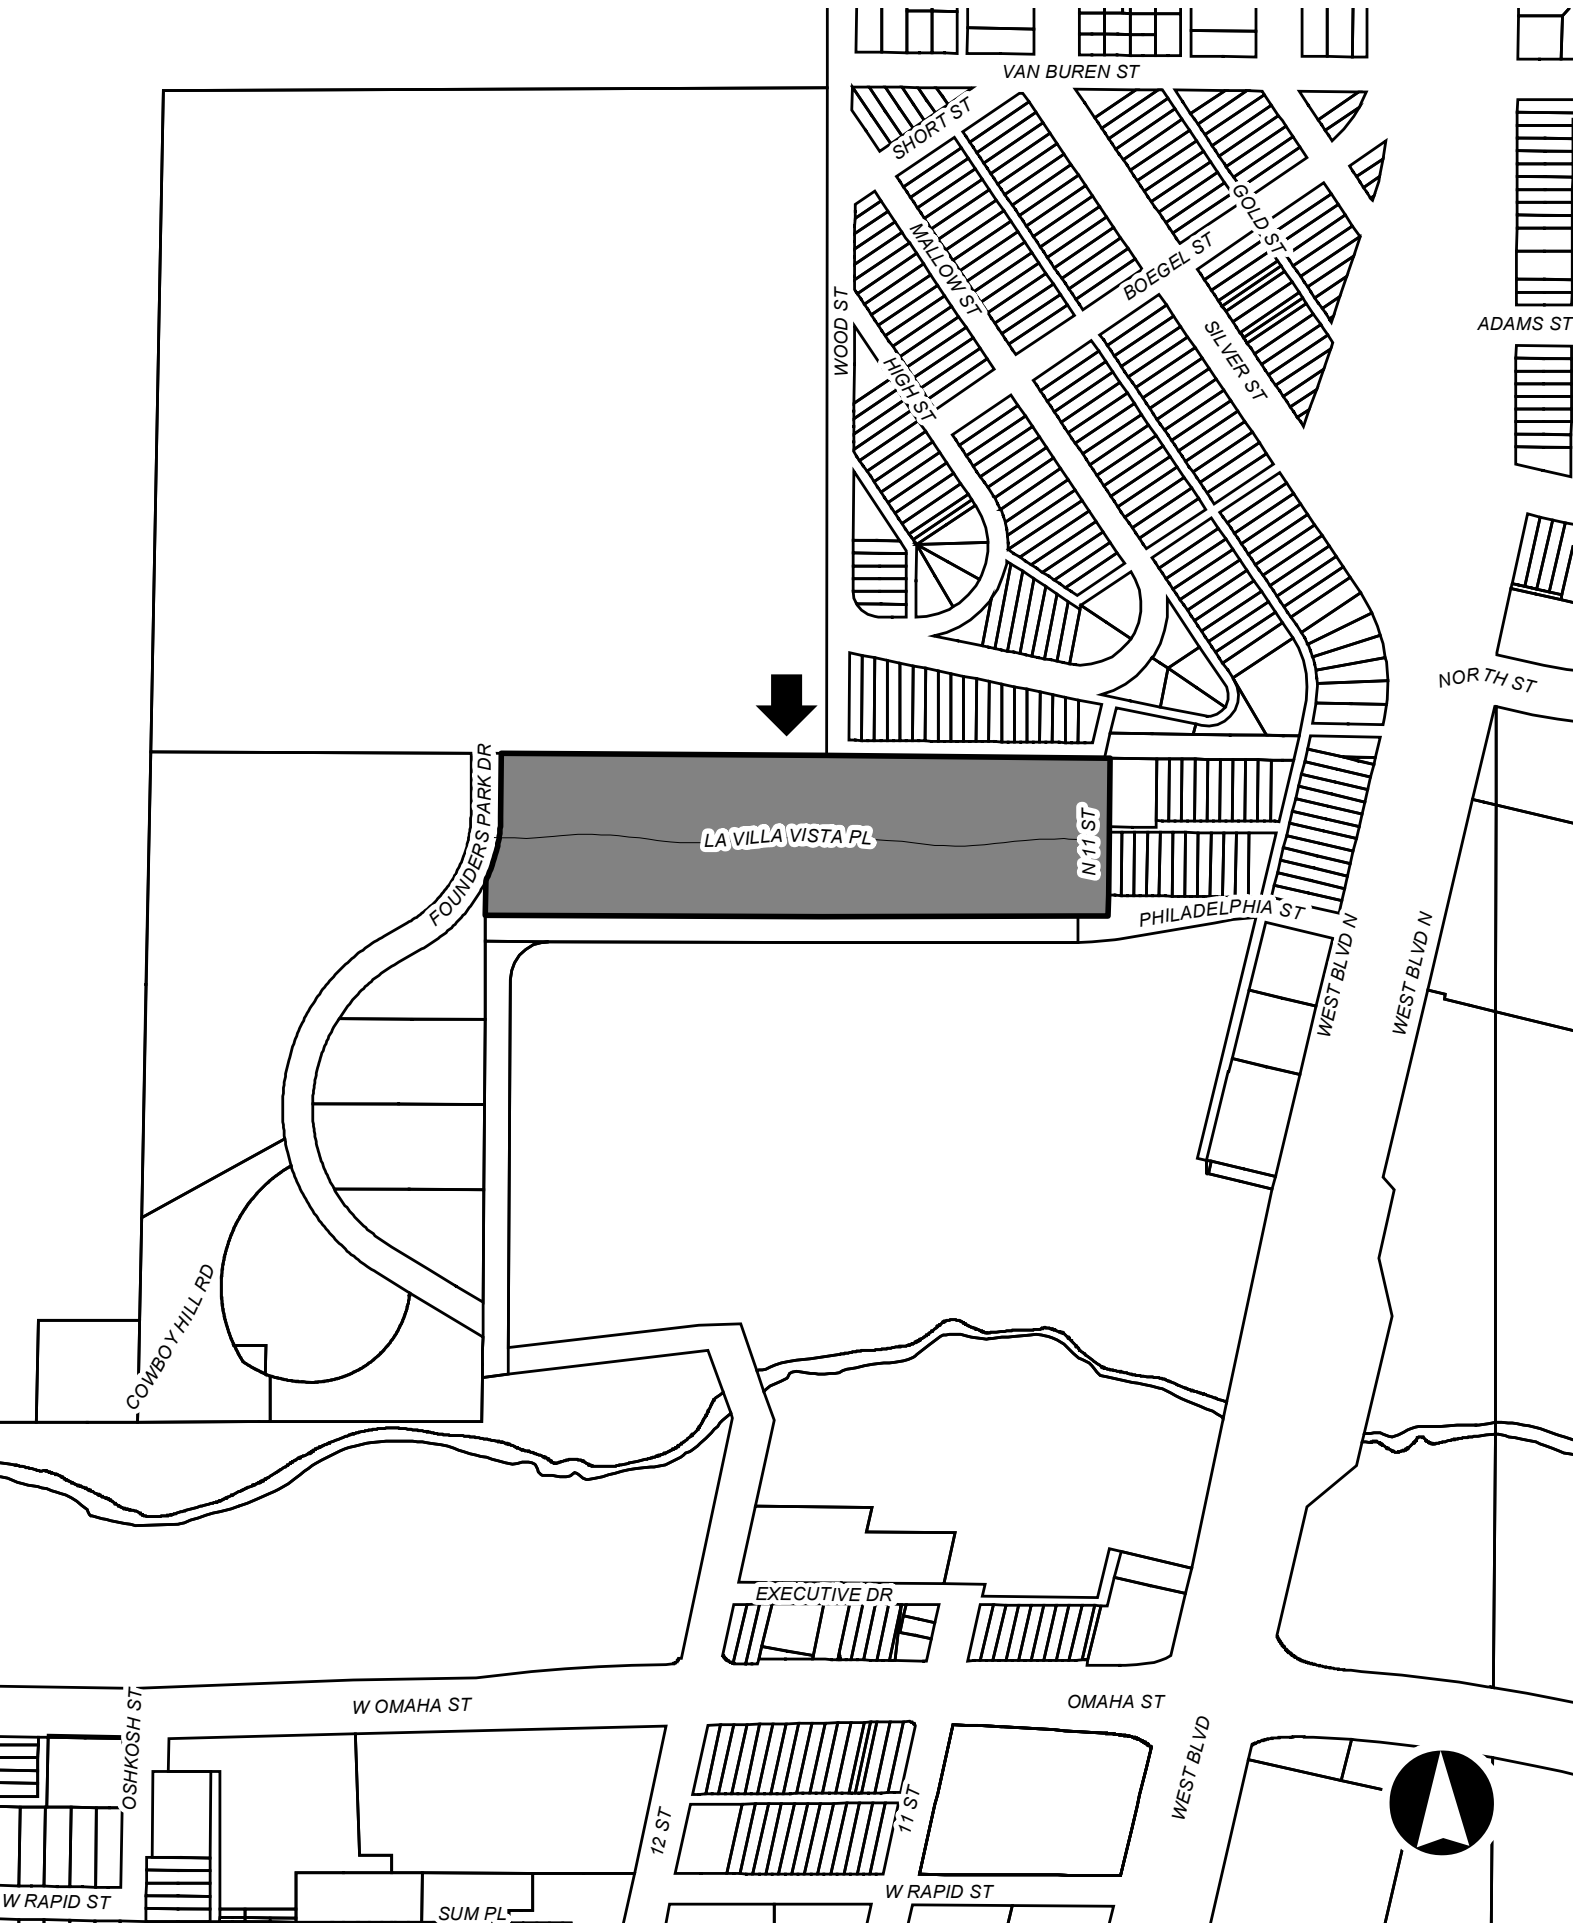 VAN BUREN ST
SHORT ST
GOLD ST
MALLOW ST
BOEGEL ST
WOOD ST
ADAMS ST
SILVER ST
HIGH ST
NORTH ST
FOUNDERS PARK DR
LA VILLA VISTA PL
N 11 ST
PHILADELPHIA ST
WEST BLVD N
WEST BLVD N
COWBOY HILL RD
EXECUTIVE DR
W OMAHA ST
OMAHA ST
OSHKOSH ST
WEST BLVD
12 ST
11 ST
W RAPID ST
W RAPID ST
SUM PL